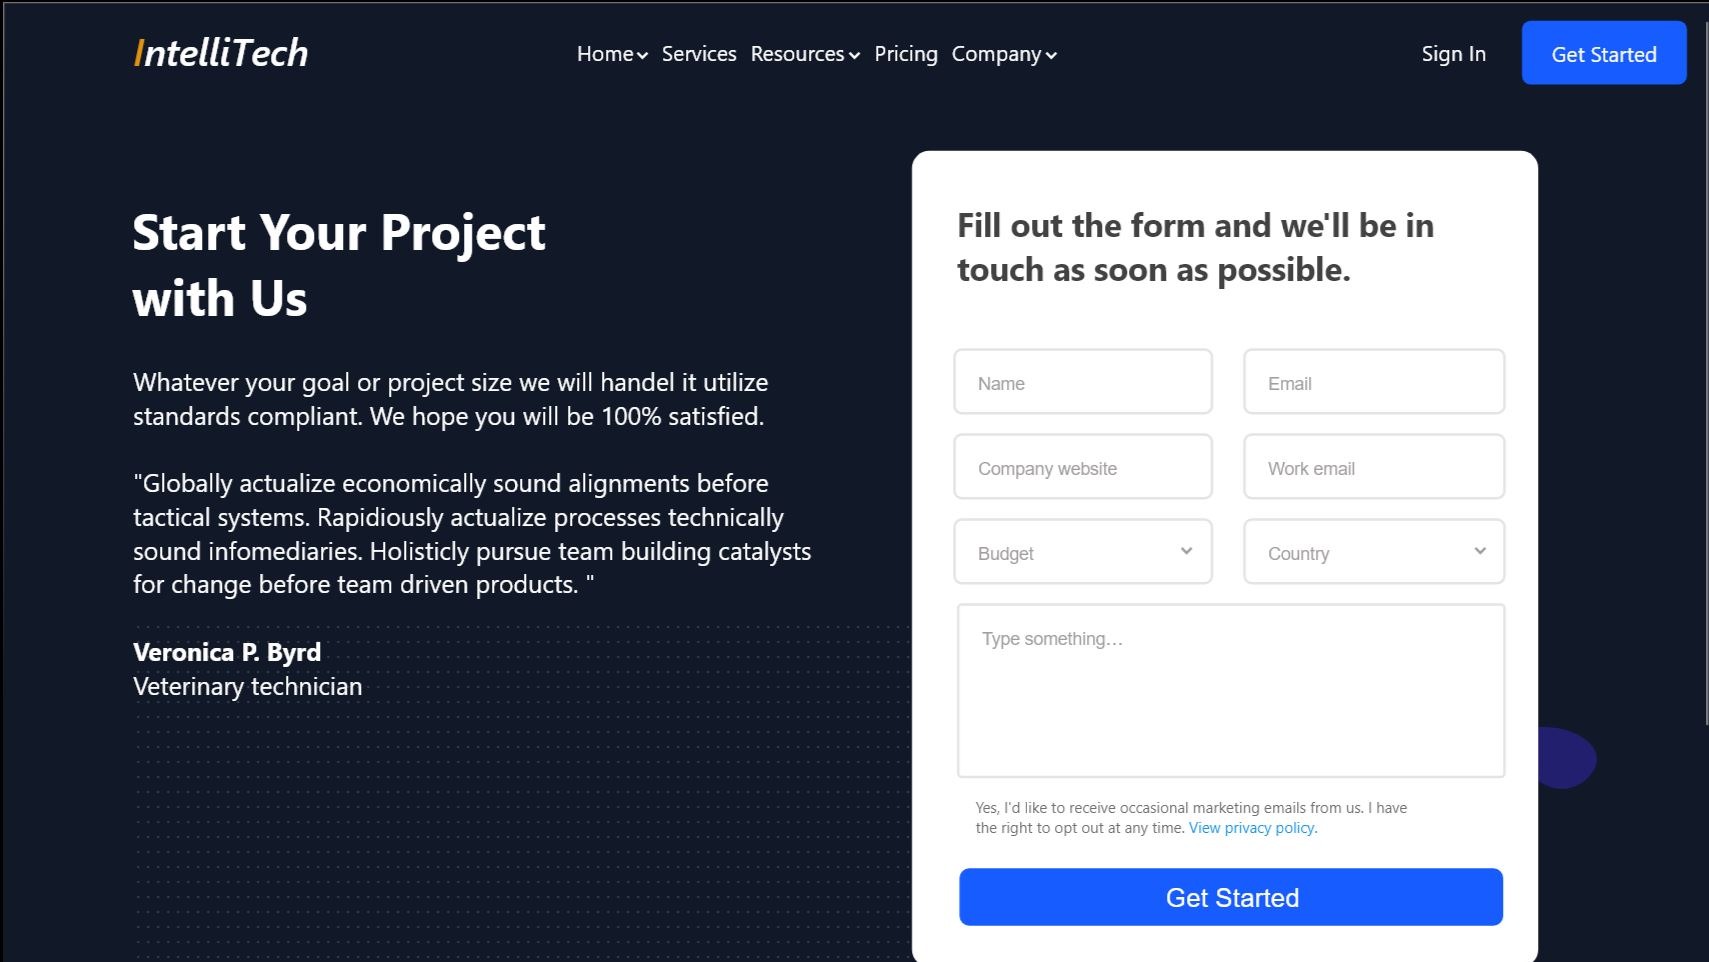 IntelliTech
Home Services Resources Pricing Company
Sign In
Get Started
Start Your Project
with Us
Whatever your goal or project size we will handel it utilize
standards compliant. We hope you will be 100% satisfied.
"Globally actualize economically sound alignments before
tactical systems. Rapidiously actualize processes technically
sound infomediaries. Holisticly pursue team building catalysts
for change before team driven products. "
Veronica P. Byrd
Veterinary technician
Fill out the form and we'll be in
touch as soon as possible.
Name
Email
Company website
Work email
Budget
Country
Type something...
Yes, I'd like to receive occasional marketing emails from us. I have
the right to opt out at any time. View privacy policy.
Get Started